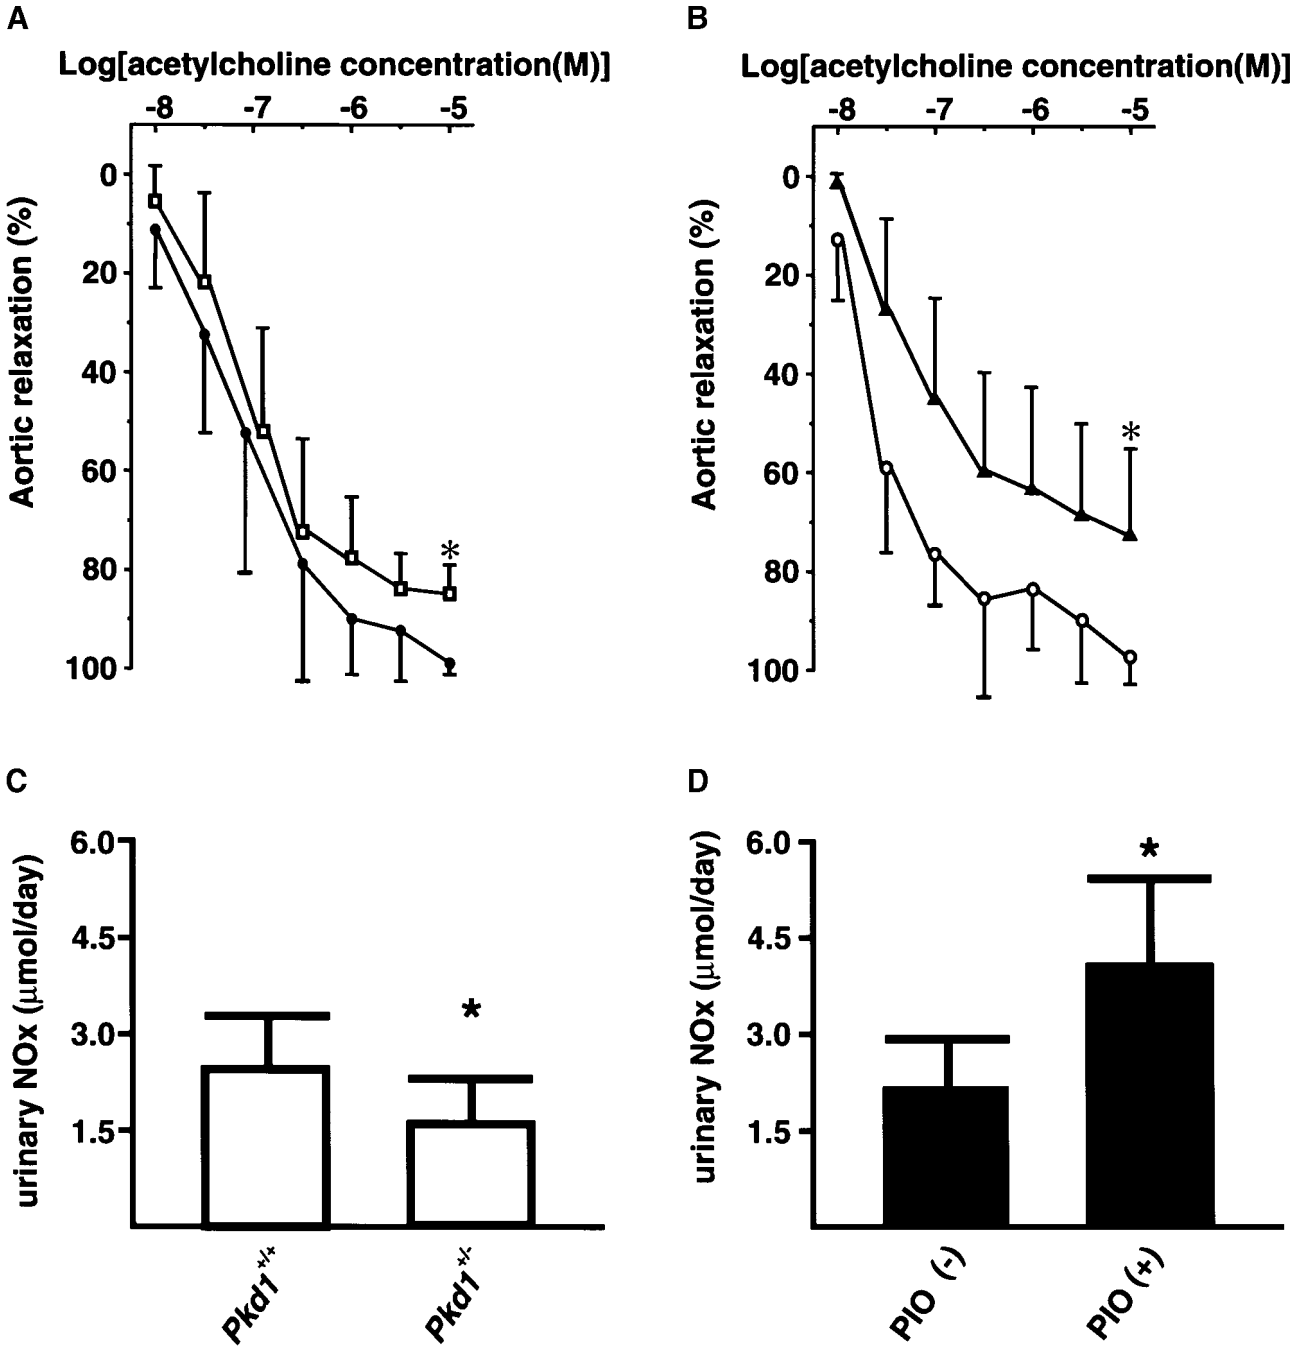 A
Log[acetylcholine concentration(M)]
-8 -7 -6 -5
Aortic relaxation (%)
0
20
40
60
80
100
*
B
Log[acetylcholine concentration(M)]
-8 -7 -6 -5
Aortic relaxation (%)
0
20
40
60
80
100
*
C
urinary NOx (μmol/day)
6.0
4.5
3.0
1.5
*
Pkd1+/+
Pkd1+/-
D
urinary NOx (μmol/day)
6.0
4.5
3.0
1.5
*
PIO (-)
PIO (+)